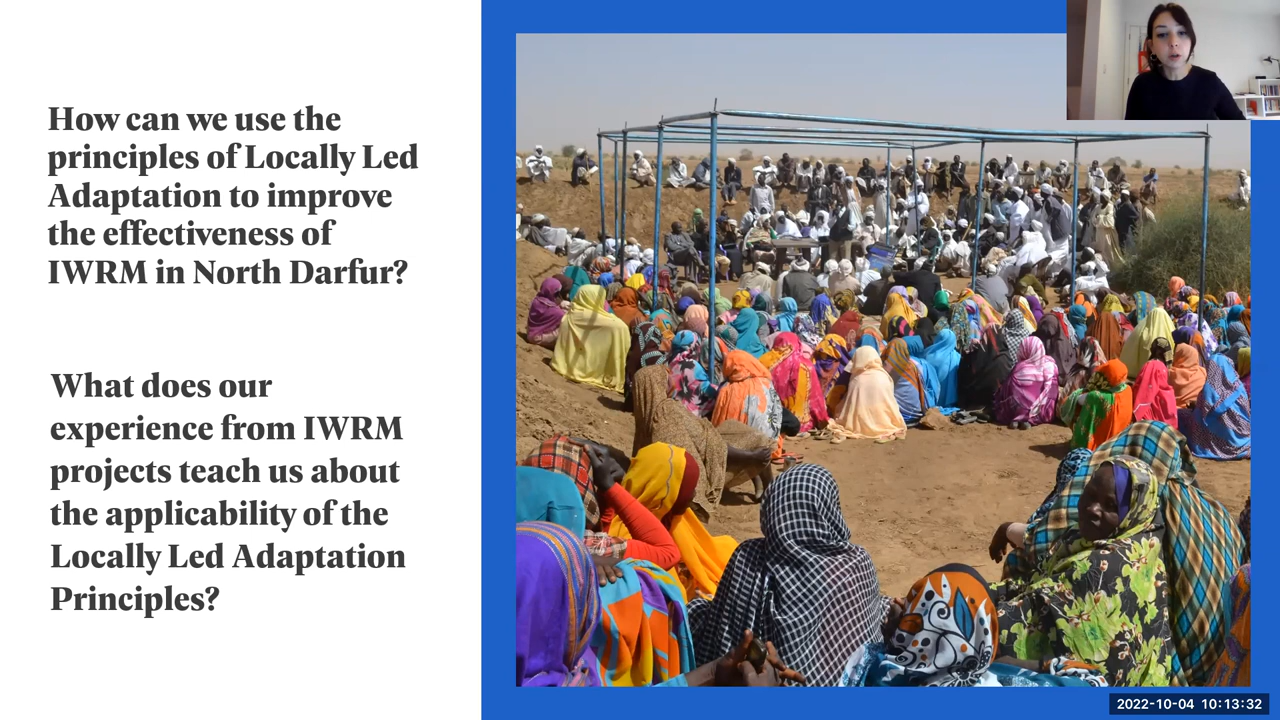 How can we use the
principles of Locally Led
Adaptation to improve
the effectiveness of
IWRM in North Darfur?
What does our
experience from IWRM
projects teach us about
the applicability of the
Locally Led Adaptation
Principles?
2022-10-04 10:13:32